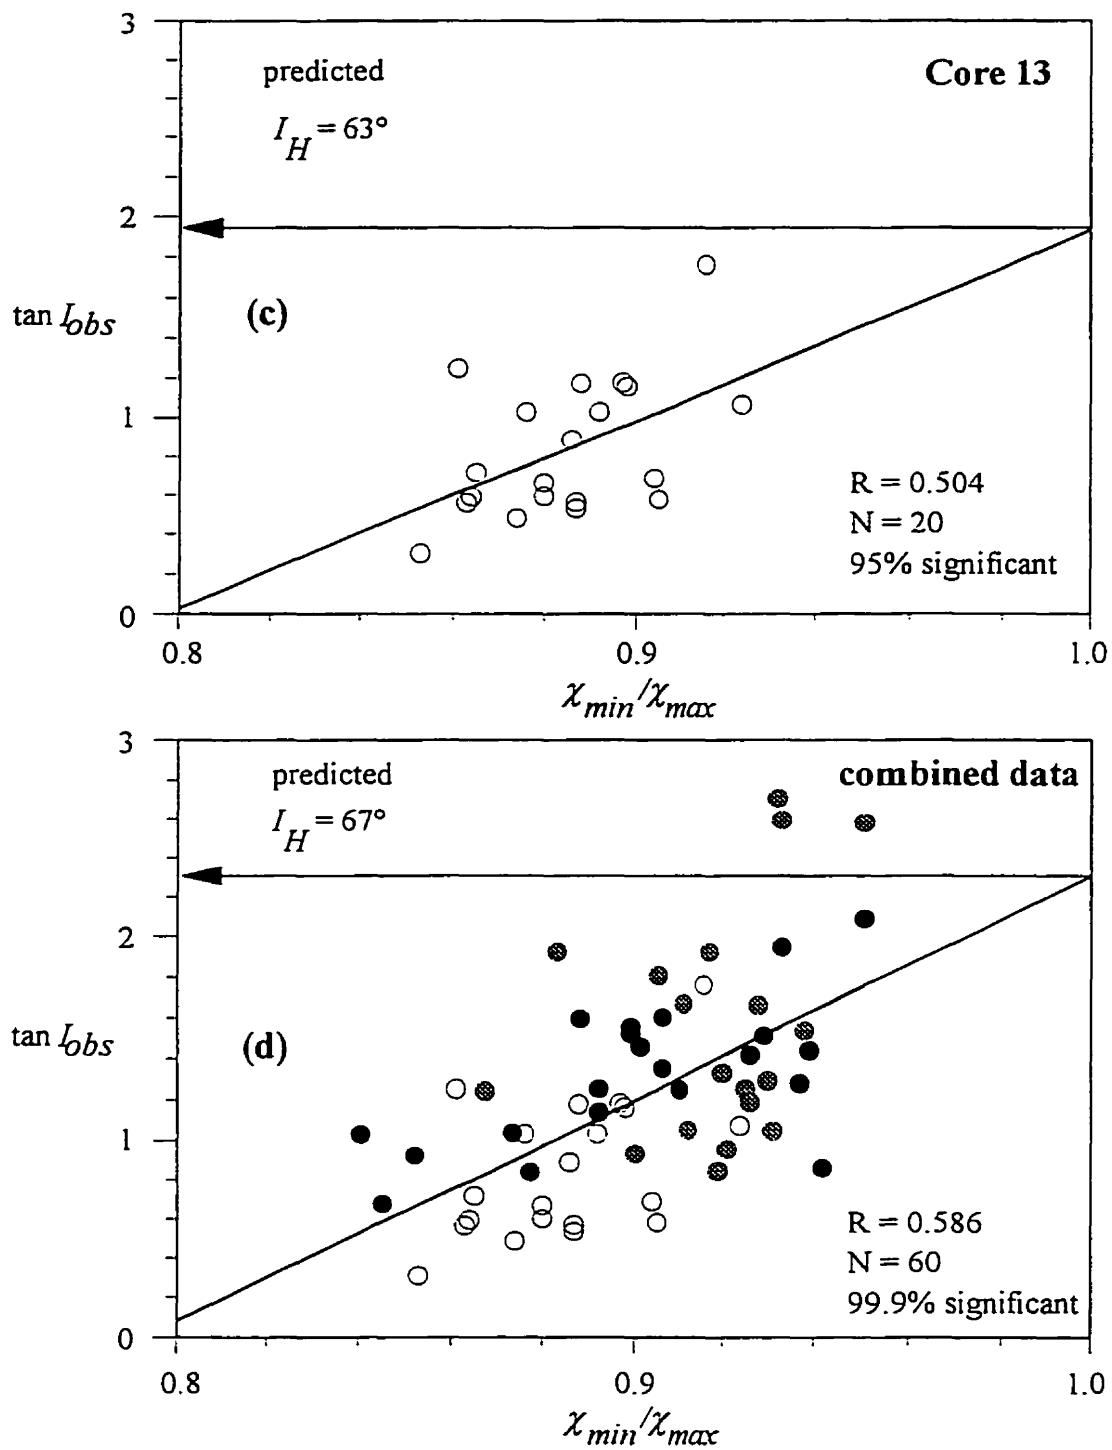 3
predicted
Core 13
I_H = 63°
2
tan I_obs
(c)
1
R = 0.504
N = 20
95% significant
0
0.8 0.9 1.0
χ_min/χ_max
3
predicted
combined data
I_H = 67°
2
tan I_obs
(d)
1
R = 0.586
N = 60
99.9% significant
0
0.8 0.9 1.0
χ_min/χ_max